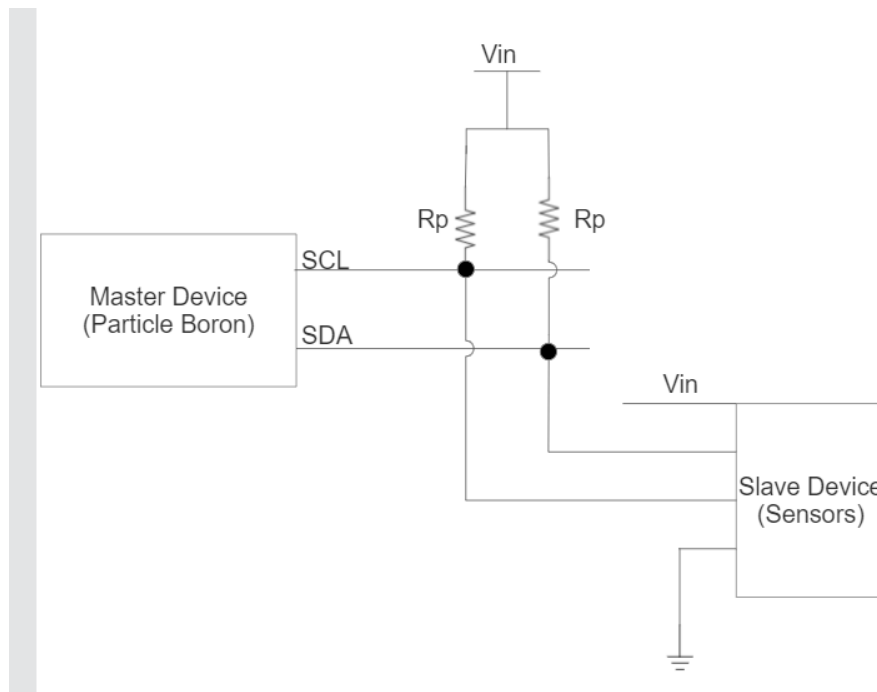 Vin
Rp
Rp
SCL
Master Device
(Particle Boron)
SDA
Vin
Slave Device
(Sensors)